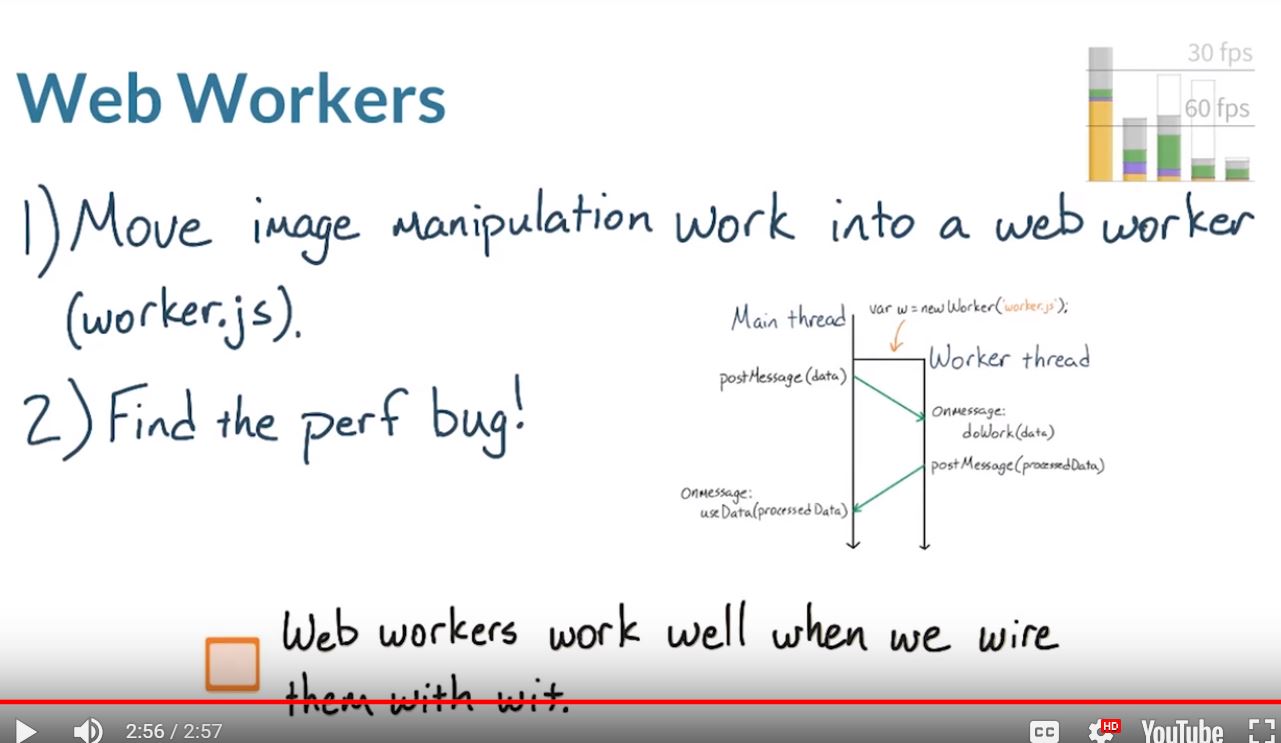 30 fps
Web Workers
60 fps
1) Move image manipulation work into a web worker
(worker.js).
Main thread
var w = new Worker('worker.js');
Worker thread
postMessage(data)
2) Find the perf bug!
Onmessage:
doWork(data)
postMessage(processedData)
Onmessage:
useData(processedData)
Web workers work well when we wire
them with wit.
2:56 / 2:57
CC
HD
YouTube